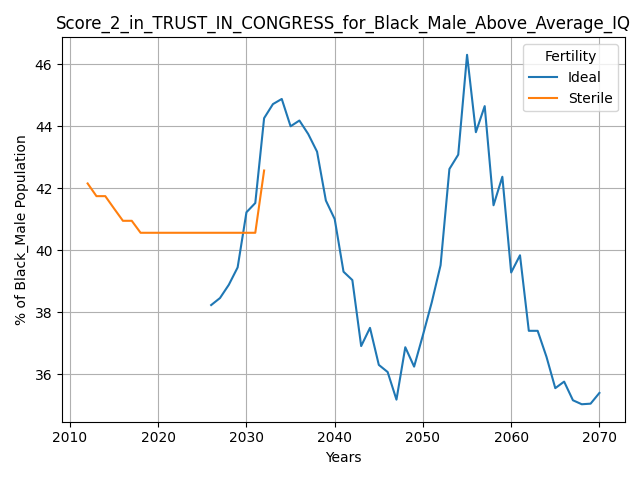 Score_2_in_TRUST_IN_CONGRESS_for_Black_Male_Above_Average_IQ
Fertility
Ideal
Sterile
% of Black_Male Population
46
44
42
40
38
36
2010
2020
2030
2040
2050
2060
2070
Years